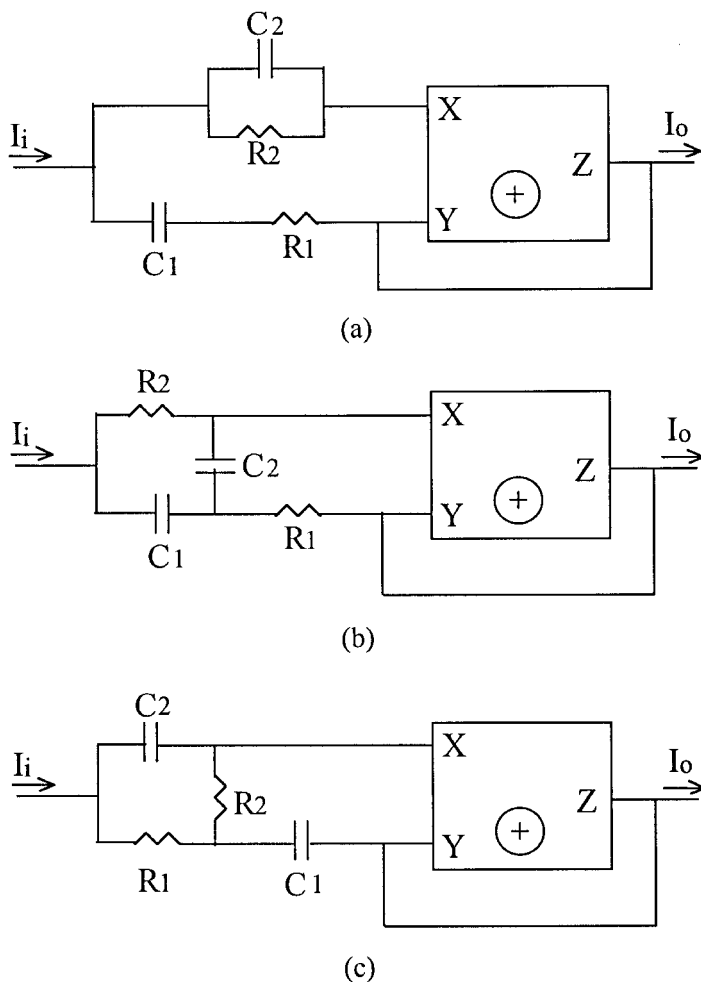 C2
R2
Ii
X
Io
Z
+
Y
C1
R1
(a)
R2
Ii
X
Io
C2
Z
+
Y
C1
R1
(b)
C2
Ii
X
Io
R2
Z
+
Y
R1
C1
(c)